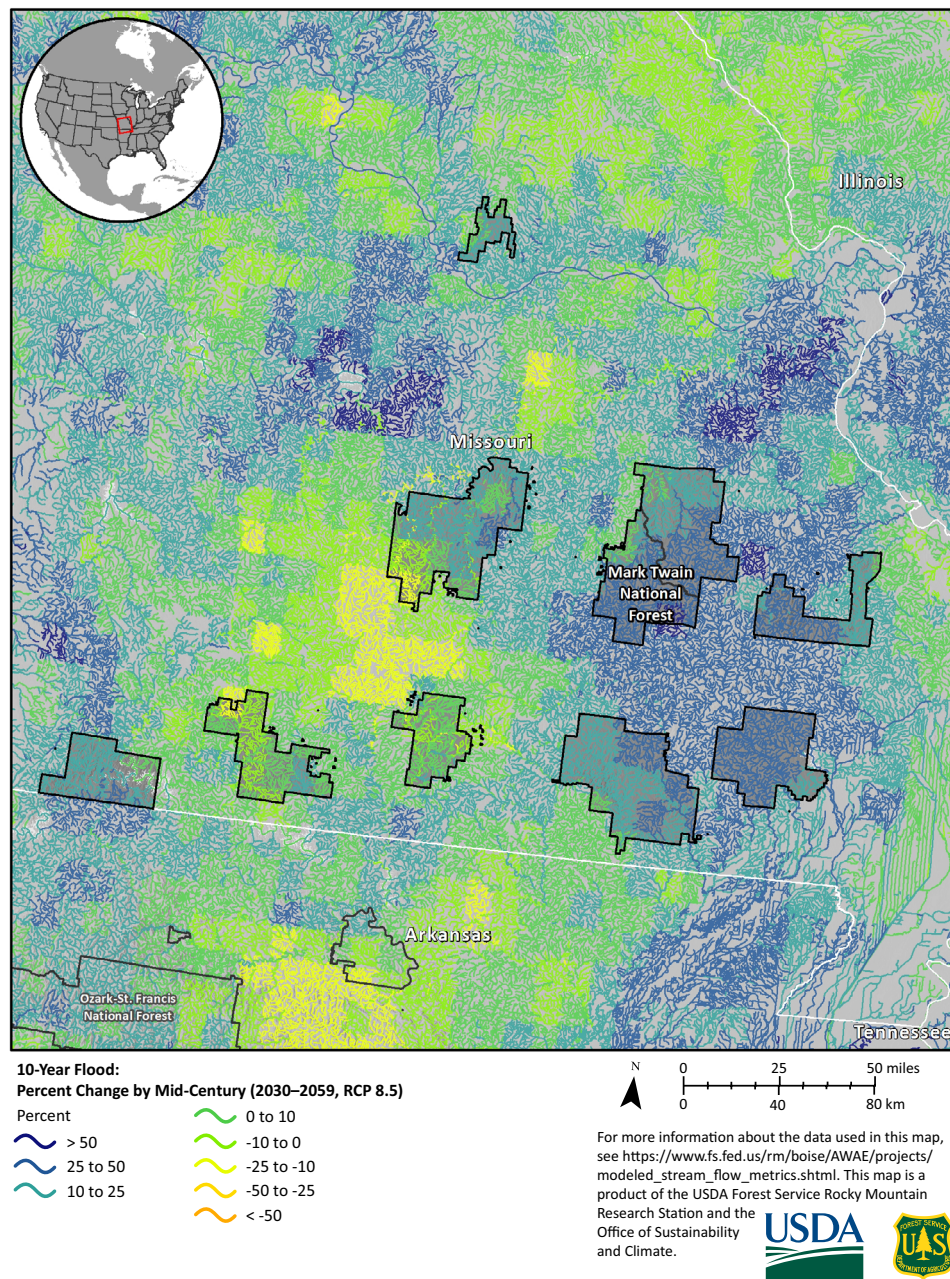 Illinois
Missouri
Mark Twain
National
Forest
Arkansas
Ozark-St. Francis
National Forest
Tennessee
10-Year Flood:
Percent Change by Mid-Century (2030–2059, RCP 8.5)
Percent
> 50
25 to 50
10 to 25
0 to 10
-10 to 0
-25 to -10
-50 to -25
< -50
N
0 25 50 miles
0 40 80 km
For more information about the data used in this map,
see https://www.fs.fed.us/rm/boise/AWAE/projects/
modeled_stream_flow_metrics.shtml. This map is a
product of the USDA Forest Service Rocky Mountain
Research Station and the
Office of Sustainability
and Climate.
USDA
FOREST SERVICE
U S
DEPARTMENT OF AGRICULTURE